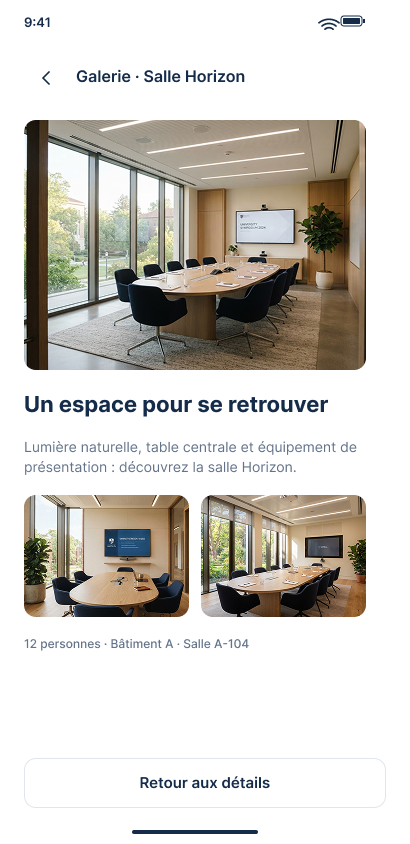 9:41
Galerie · Salle Horizon
Un espace pour se retrouver
Lumière naturelle, table centrale et équipement de
présentation : découvrez la salle Horizon.
12 personnes · Bâtiment A · Salle A-104
Retour aux détails